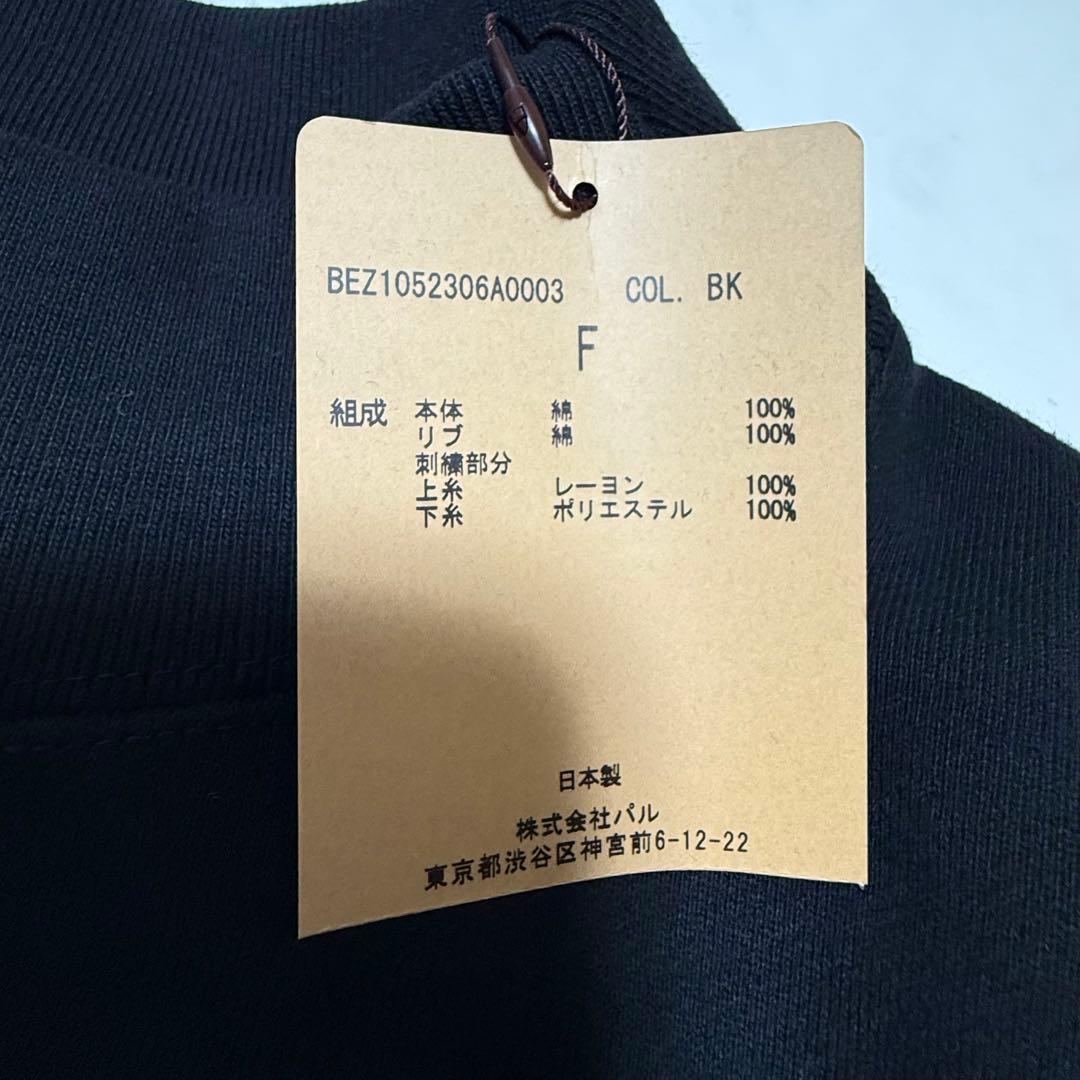 BEZ1052306A0003 COL. BK
F
組成 本体 綿 100%
リブ 綿 100%
刺繍部分
上糸 レーヨン 100%
下糸 ポリエステル 100%
日本製
株式会社パル
東京都渋谷区神宮前6-12-22